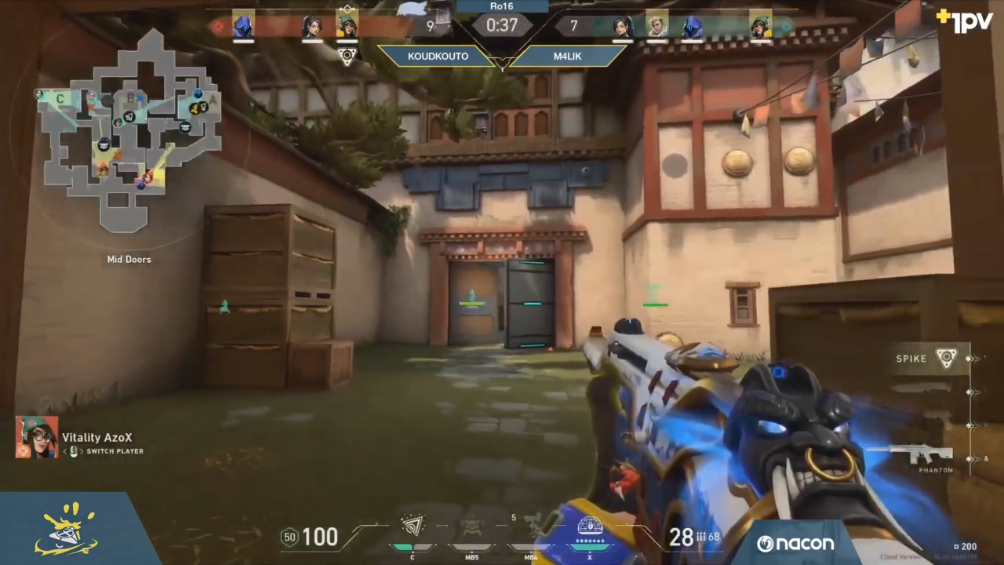 Ro16
9
0:37
7
1PV
KOUDKOUTO
M4LIK
C
B
A
Mid Doors
SPIKE
Vitality AzoX
SWITCH PLAYER
PHANTOM
50
100
5
28
68
C
MB5
X
nacon
200